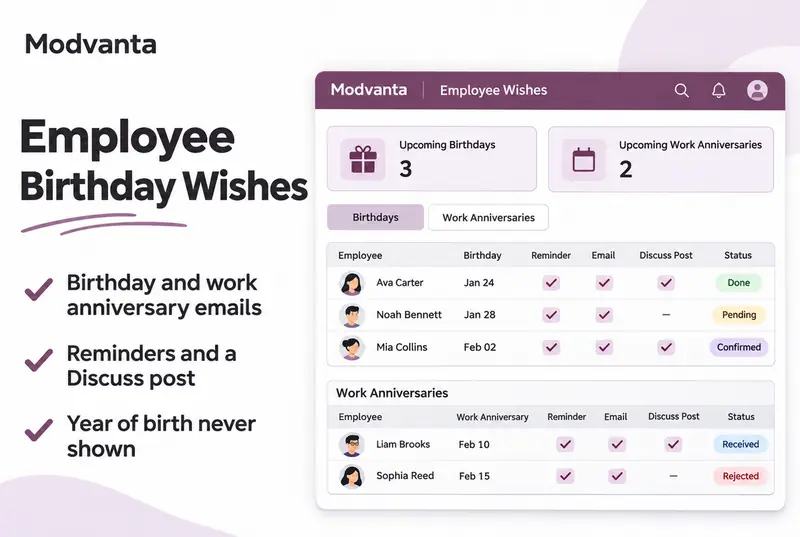 Modvanta
Employee
Birthday Wishes
Birthday and work
anniversary emails
Reminders and a
Discuss post
Year of birth never
shown
Modvanta Employee Wishes
Upcoming Birthdays
3
Upcoming Work Anniversaries
2
Birthdays Work Anniversaries
Employee Birthday Reminder Email Discuss Post Status
Ava Carter Jan 24 Done
Noah Bennett Jan 28 – Pending
Mia Collins Feb 02 Confirmed
Work Anniversaries
Employee Work Anniversary Reminder Email Discuss Post Status
Liam Brooks Feb 10 Received
Sophia Reed Feb 15 – Rejected